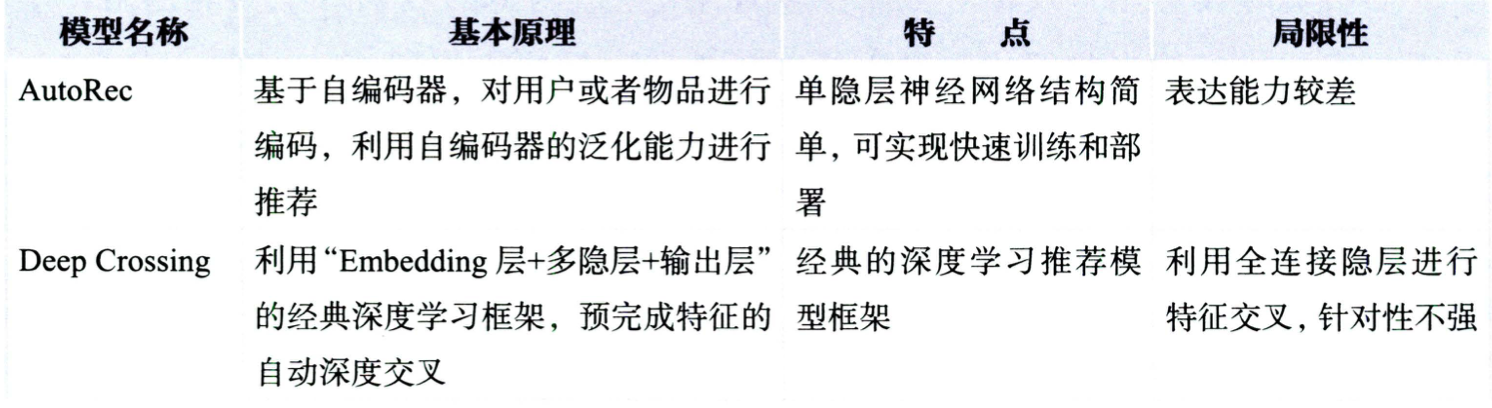 模型名称 基本原理 特 点 局限性
AutoRec 基于自编码器，对用户或者物品进行 单隐层神经网络结构简 表达能力较差
编码，利用自编码器的泛化能力进行 单，可实现快速训练和部
推荐 署
Deep Crossing 利用“Embedding 层+多隐层+输出层” 经典的深度学习推荐模 利用全连接隐层进行
的经典深度学习框架，预完成特征的 型框架 特征交叉，针对性不强
自动深度交叉